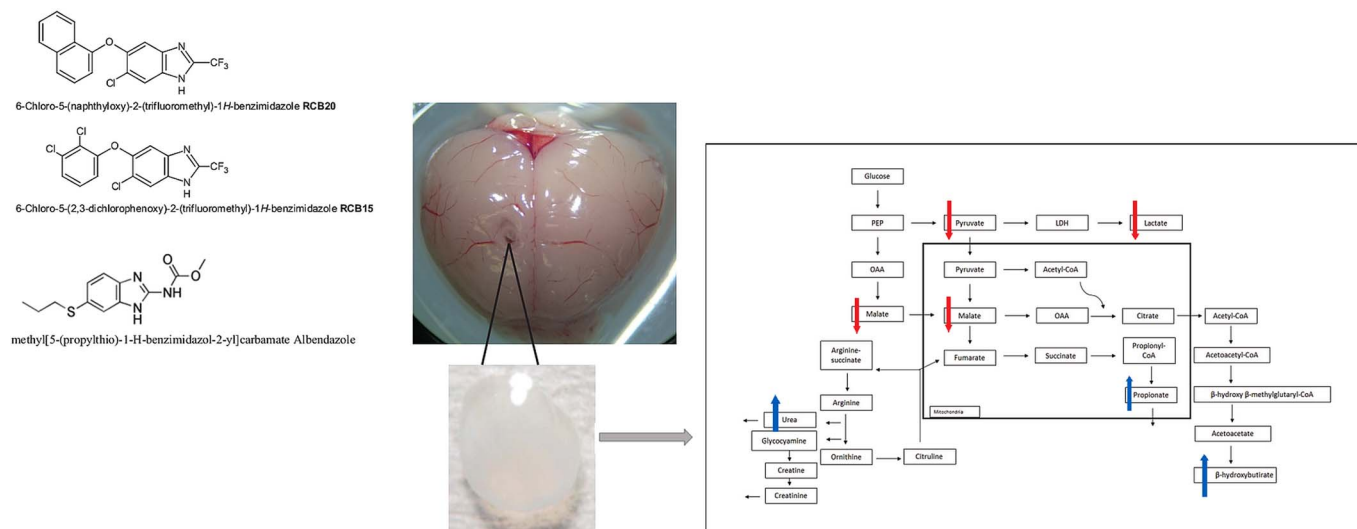 O
N
N
H
CF₃
Cl
6-Chloro-5-(naphthyloxy)-2-(trifluoromethyl)-1H-benzimidazole RCB20
Cl
Cl
O
N
N
H
CF₃
Cl
6-Chloro-5-(2,3-dichlorophenoxy)-2-(trifluoromethyl)-1H-benzimidazole RCB15
S
N
N
H
NH
O
O
methyl[5-(propylthio)-1-H-benzimidazol-2-yl]carbamate Albendazole
Glucose
PEP
Pyruvate
LDH
Lactate
OAA
Pyruvate
Acetyl-CoA
Malate
Malate
OAA
Citrate
Acetyl-CoA
Arginine-
succinate
Fumarate
Succinate
Propionyl-
CoA
Acetoacetyl-CoA
Arginine
Propionate
β-hydroxy β-methylglutaryl-CoA
Mitochondria
Urea
Glycocyamine
Acetoacetate
Ornithine
Citruline
Creatine
β-hydroxybutirate
Creatinine